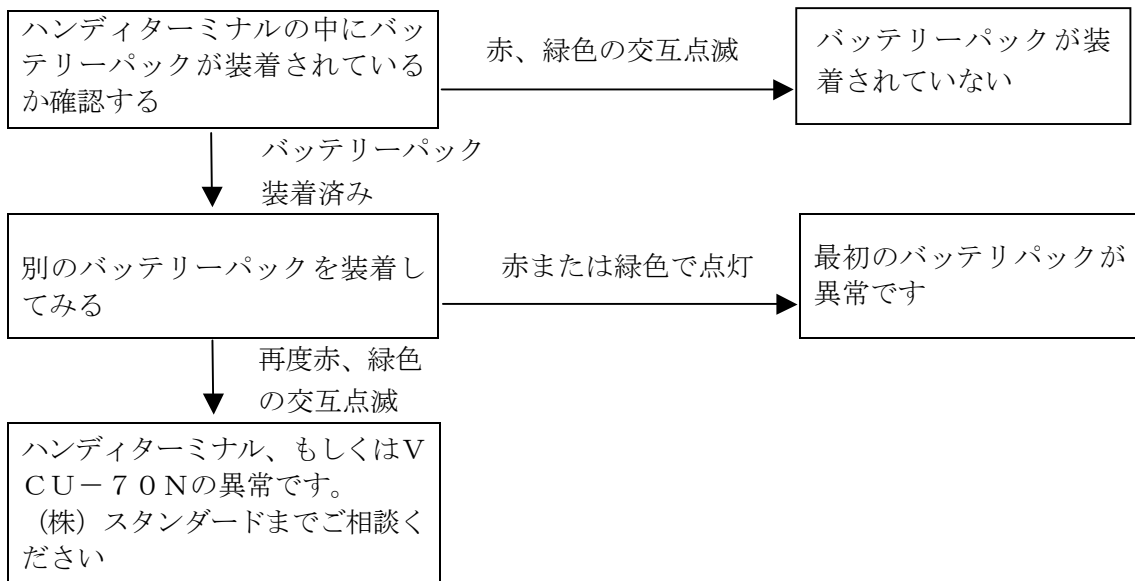 ハンディターミナルの中にバッ
テリーパックが装着されている
か確認する
赤、緑色の交互点滅
バッテリーパックが装
着されていない
バッテリーパック
装着済み
別のバッテリーパックを装着し
てみる
赤または緑色で点灯
最初のバッテリパックが
異常です
再度赤、緑色
の交互点滅
ハンディターミナル、もしくはV
CU－70Nの異常です。
（株）スタンダードまでご相談く
ださい